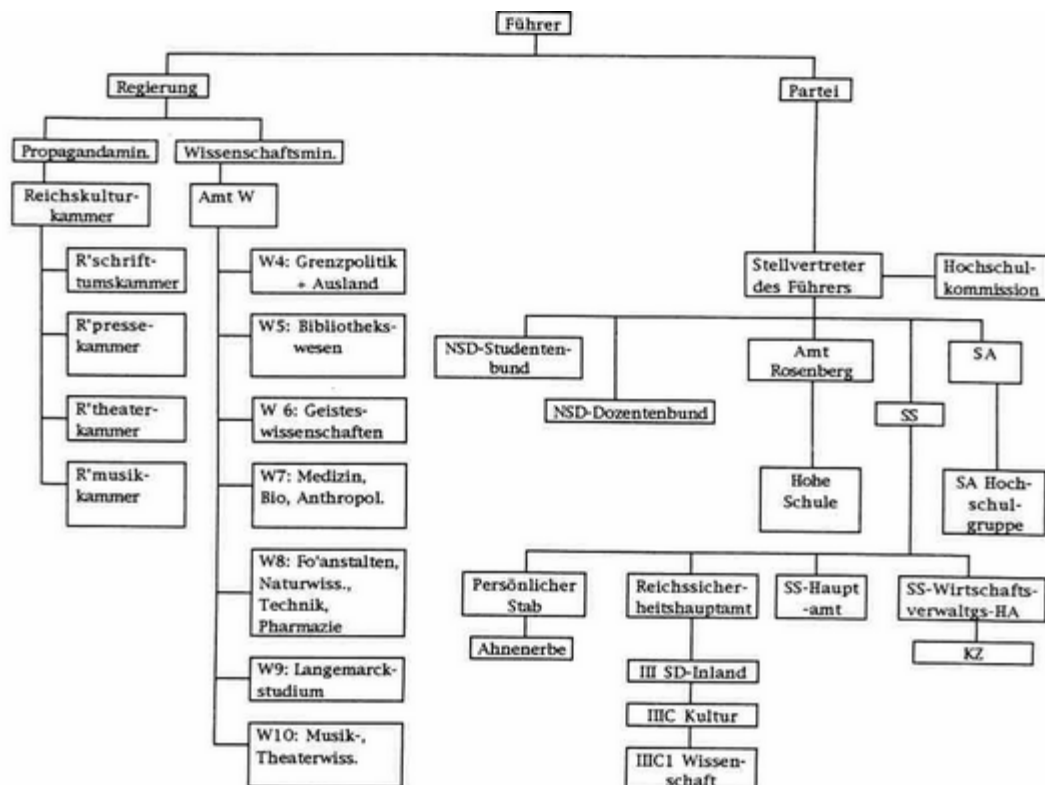 Führer
Regierung
Partei
Propagandamin.
Wissenschaftsmin.
Reichskultur-
kammer
Amt W
R'schrift-
tumskammer
R'presse-
kammer
R'theater-
kammer
R'musik-
kammer
W4: Grenzpolitik
+ Ausland
W5: Bibliotheks-
wesen
W 6: Geistes-
wissenschaften
W7: Medizin,
Bio, Anthropol.
W8: Fo'anstalten,
Naturwiss.,
Technik,
Pharmazie
W9: Langemarck-
studium
W10: Musik-,
Theaterwiss.
Stellvertreter
des Führers
Hochschul-
kommission
NSD-Studenten-
bund
NSD-Dozentenbund
Amt
Rosenberg
SS
SA
Hohe
Schule
SA Hoch-
schul-
gruppe
Persönlicher
Stab
Ahnenerbe
Reichssicher-
heitshauptamt
III SD-Inland
IIIC Kultur
IIIC1 Wissen-
schaft
SS-Haupt
-amt
SS-Wirtschafts-
verwaltgs-HA
KZ